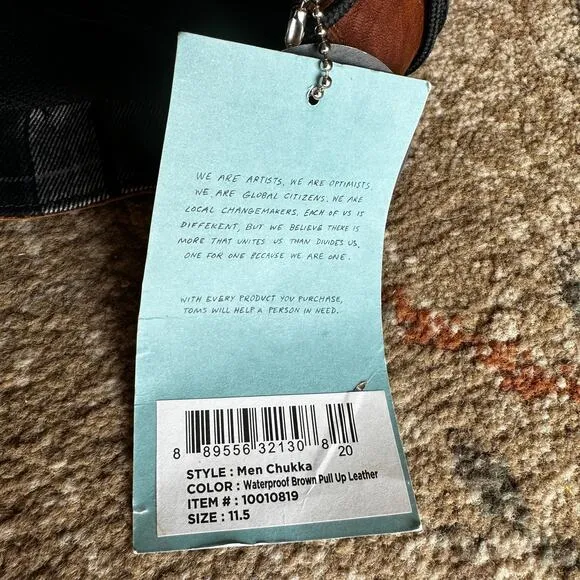 WE ARE ARTISTS, WE ARE OPTIMISTS,
WE ARE GLOBAL CITIZENS. WE ARE
LOCAL CHANGEMAKERS. EACH OF US IS
DIFFERENT, BUT WE BELIEVE THERE IS
MORE THAT UNITES US THAN DIVIDES US.
ONE FOR ONE BECAUSE WE ARE ONE.
WITH EVERY PRODUCT YOU PURCHASE,
TOMS WILL HELP A PERSON IN NEED.
8 89556 32130 8 20
STYLE : Men Chukka
COLOR : Waterproof Brown Pull Up Leather
ITEM # : 10010819
SIZE : 11.5